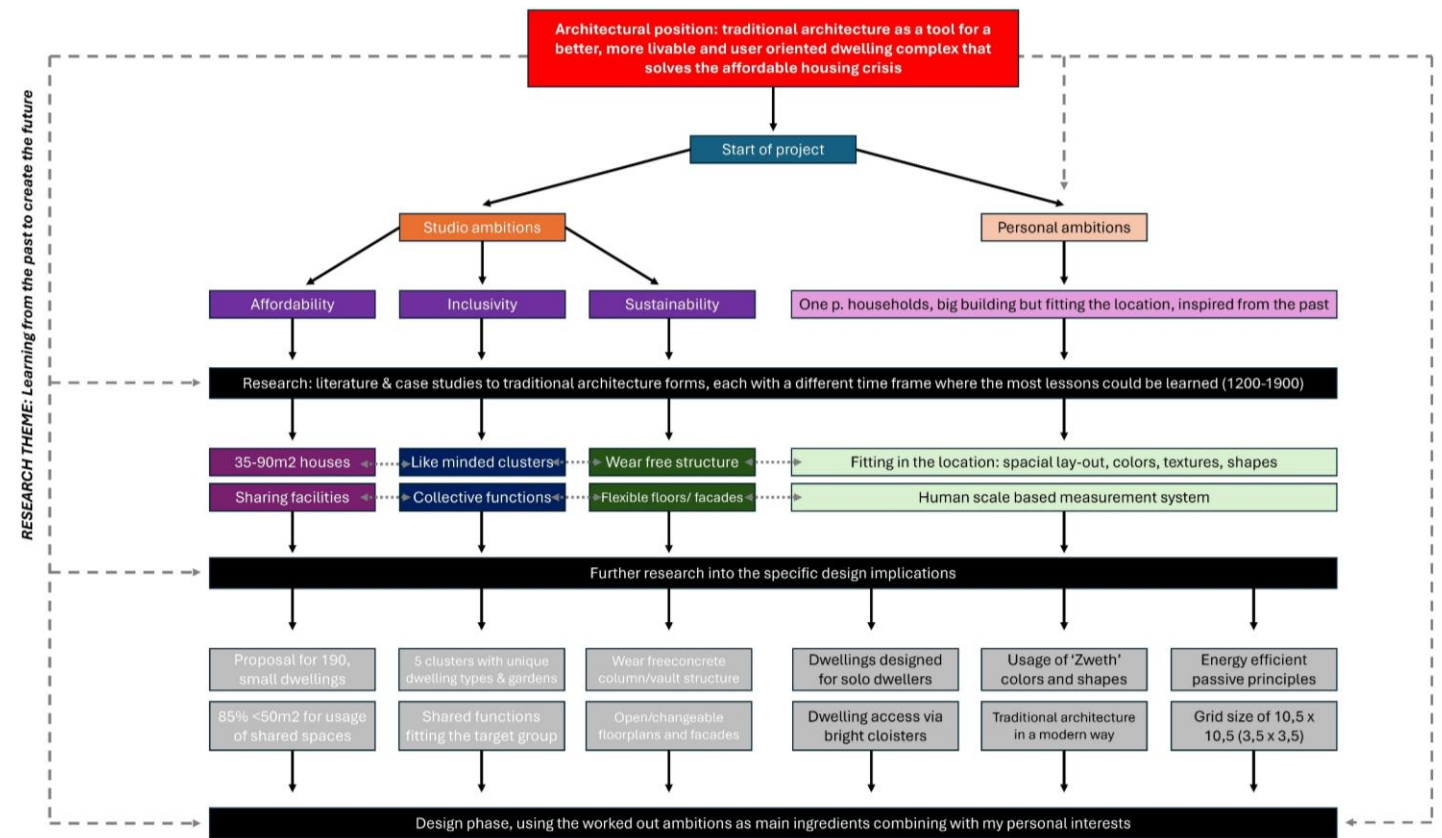 Architectural position: traditional architecture as a tool for a
better, more livable and user oriented dwelling complex that
solves the affordable housing crisis
RESEARCH THEME: Learning from the past to create the future
Start of project
Studio ambitions
Personal ambitions
Affordability
Inclusivity
Sustainability
One p. households, big building but fitting the location, inspired from the past
Research: literature & case studies to traditional architecture forms, each with a different time frame where the most lessons could be learned (1200-1900)
35-90m2 houses
Like minded clusters
Wear free structure
Fitting in the location: spacial lay-out, colors, textures, shapes
Sharing facilities
Collective functions
Flexible floors/ facades
Human scale based measurement system
Further research into the specific design implications
Proposal for 190,
small dwellings
5 clusters with unique
dwelling types & gardens
Wear freeconcrete
column/vault structure
Dwellings designed
for solo dwellers
Usage of ‘Zweth’
colors and shapes
Energy efficient
passive principles
85% <50m2 for usage
of shared spaces
Shared functions
fitting the target group
Open/changeable
floorplans and facades
Dwelling access via
bright cloisters
Traditional architecture
in a modern way
Grid size of 10,5 x
10,5 (3,5 x 3,5)
Design phase, using the worked out ambitions as main ingredients combining with my personal interests